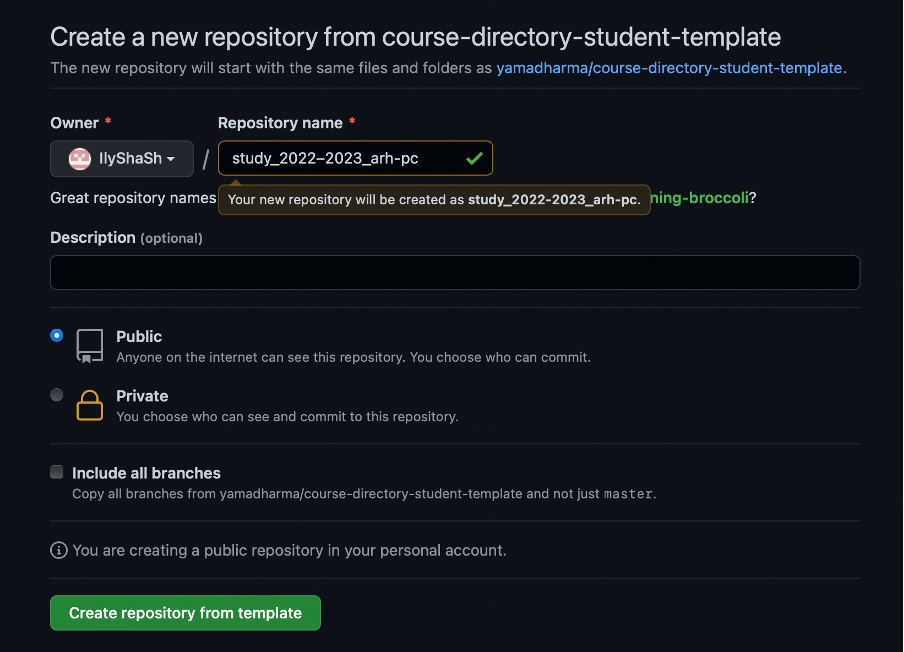 Create a new repository from course-directory-student-template
The new repository will start with the same files and folders as yamadharma/course-directory-student-template.
Owner *
Repository name *
IlyShaSh
/
study_2022–2023_arh-pc
Great repository names
Your new repository will be created as study_2022-2023_arh-pc.
ning-broccoli?
Description (optional)
Public
Anyone on the internet can see this repository. You choose who can commit.
Private
You choose who can see and commit to this repository.
Include all branches
Copy all branches from yamadharma/course-directory-student-template and not just master.
You are creating a public repository in your personal account.
Create repository from template